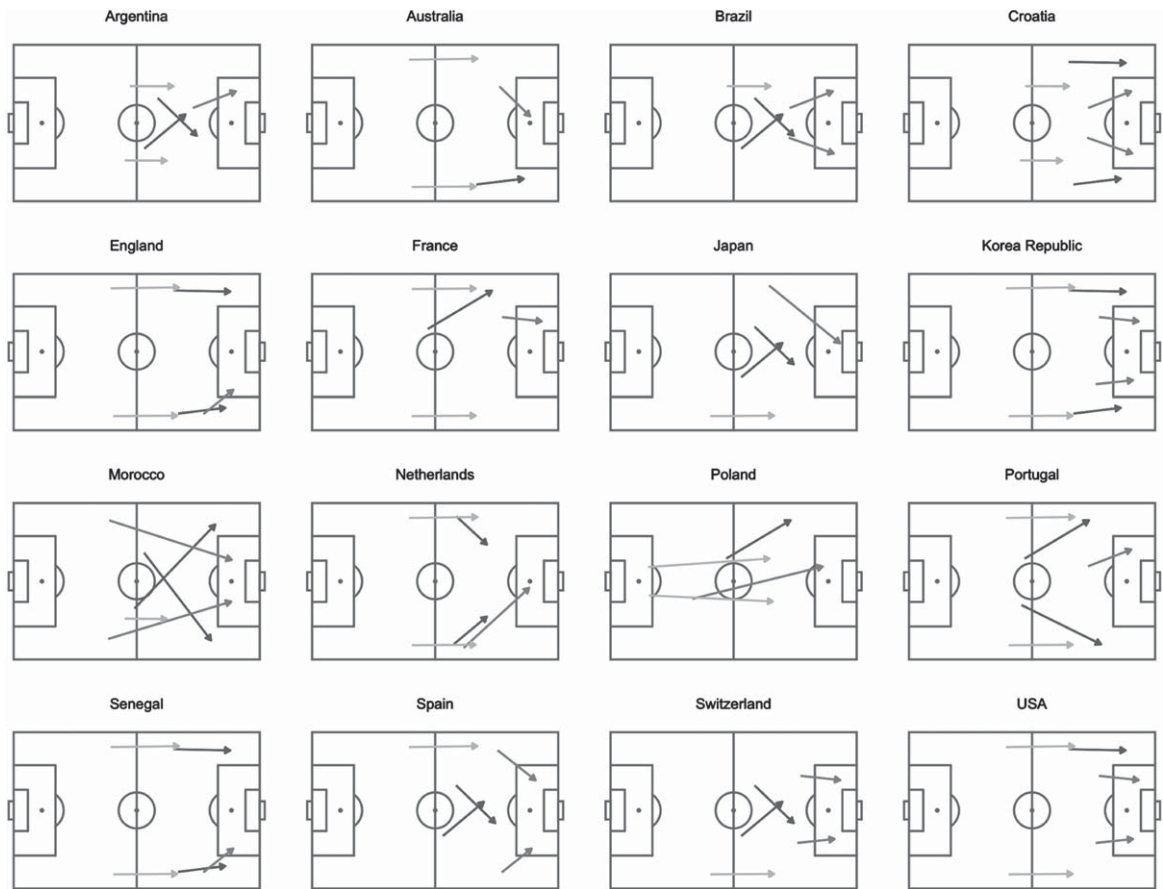 Argentina
Australia
Brazil
Croatia
England
France
Japan
Korea Republic
Morocco
Netherlands
Poland
Portugal
Senegal
Spain
Switzerland
USA